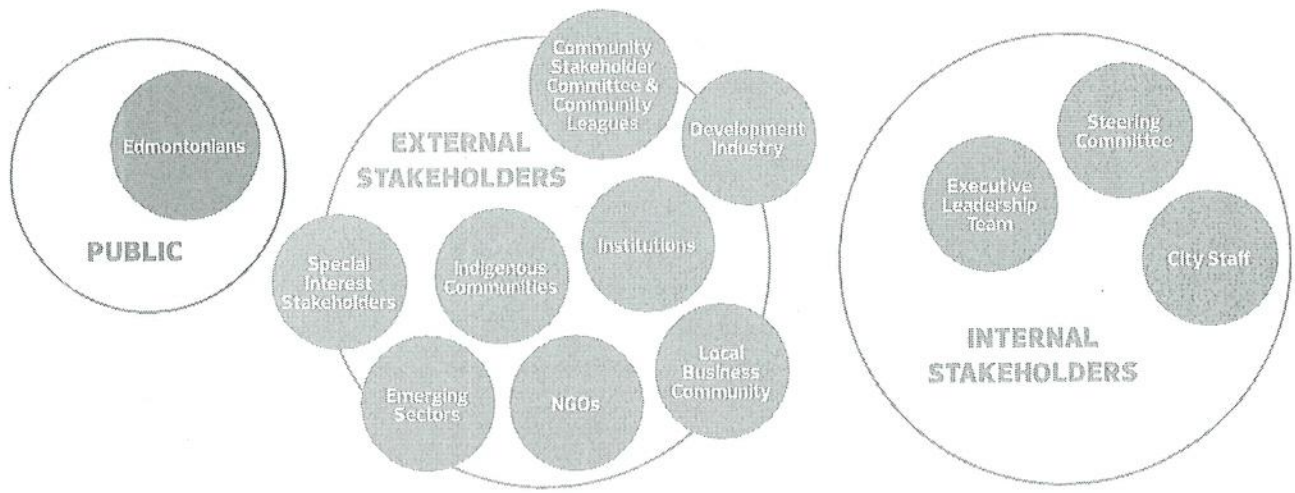 Edmontonians
PUBLIC
EXTERNAL
STAKEHOLDERS
Community
Stakeholder
Committee &
Community
Leagues
Development
Industry
Institutions
Indigenous
Communities
Special
Interest
Stakeholders
Emerging
Sectors
NGOs
Local
Business
Community
Steering
Committee
Executive
Leadership
Team
City Staff
INTERNAL
STAKEHOLDERS